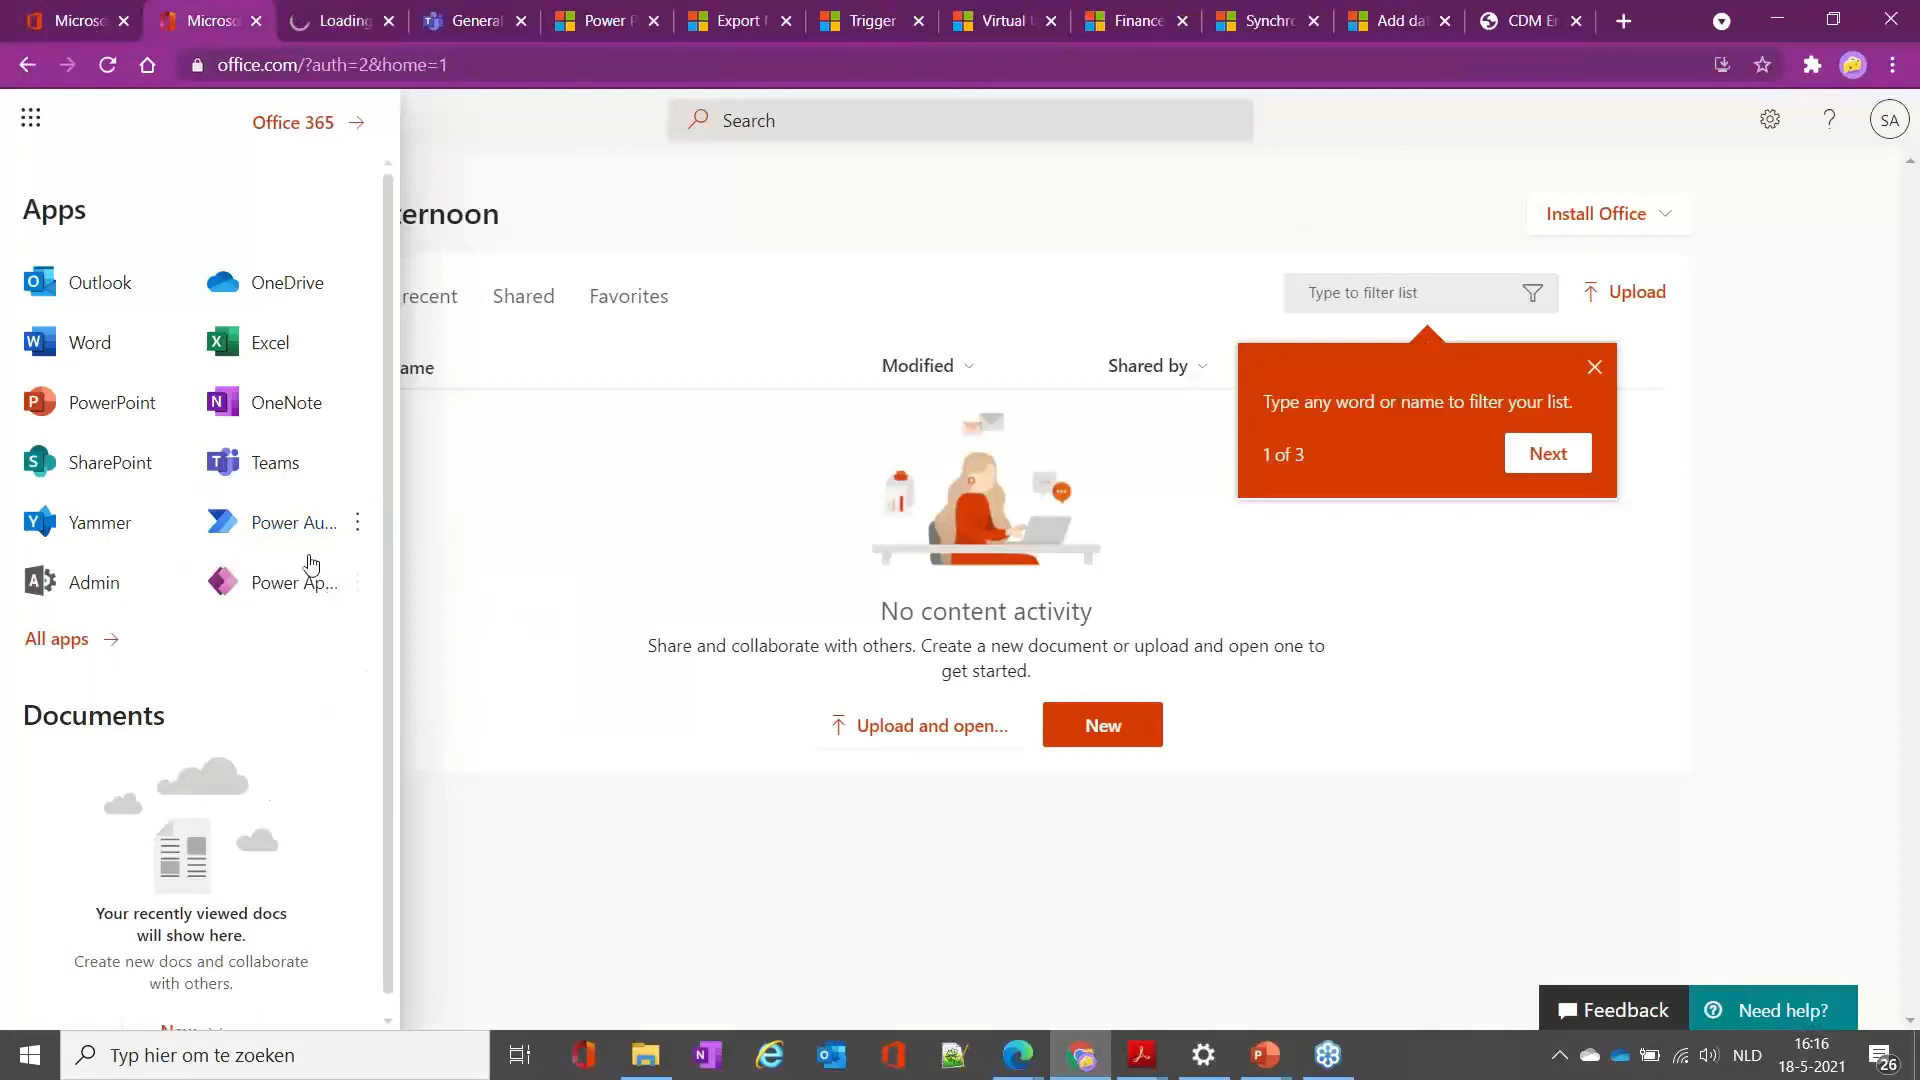 Microso
Microso
Loading
General
Power P
Export
Trigger
Virtual
Finance
Synchro
Add da
CDM E
office.com/?auth=2&home=1
Office 365
Search
SA
Apps
ernoon
Install Office
Outlook
OneDrive
recent
Shared
Favorites
Type to filter list
Upload
Word
Excel
ame
Modified
Shared by
Type any word or name to filter your list.
1 of 3
Next
PowerPoint
OneNote
SharePoint
Teams
Yammer
Power Au...
Admin
Power Ap...
All apps
No content activity
Share and collaborate with others. Create a new document or upload and open one to
get started.
Upload and open...
New
Documents
Your recently viewed docs
will show here.
Create new docs and collaborate
with others.
Feedback
Need help?
Typ hier om te zoeken
NLD
16:16
18-5-2021
26